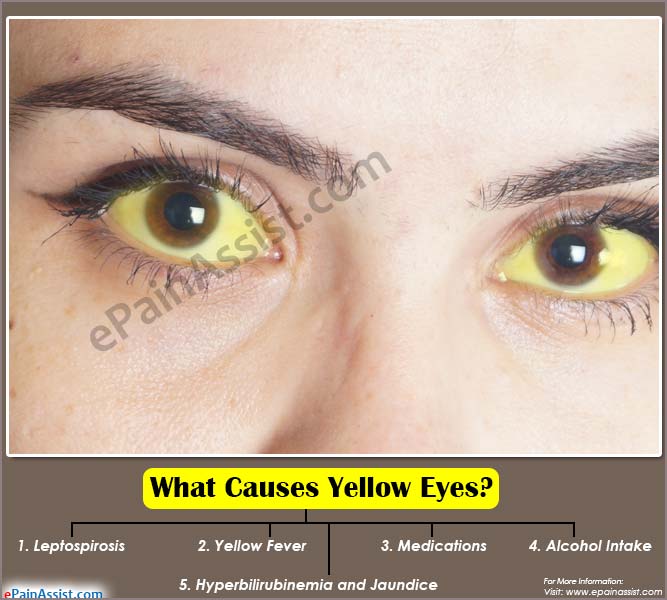 ePainAssist.com
What Causes Yellow Eyes?
1. Leptospirosis
2. Yellow Fever
3. Medications
4. Alcohol Intake
5. Hyperbilirubinemia and Jaundice
ePainAssist.com
For More Information:
Visit: www.epainassist.com